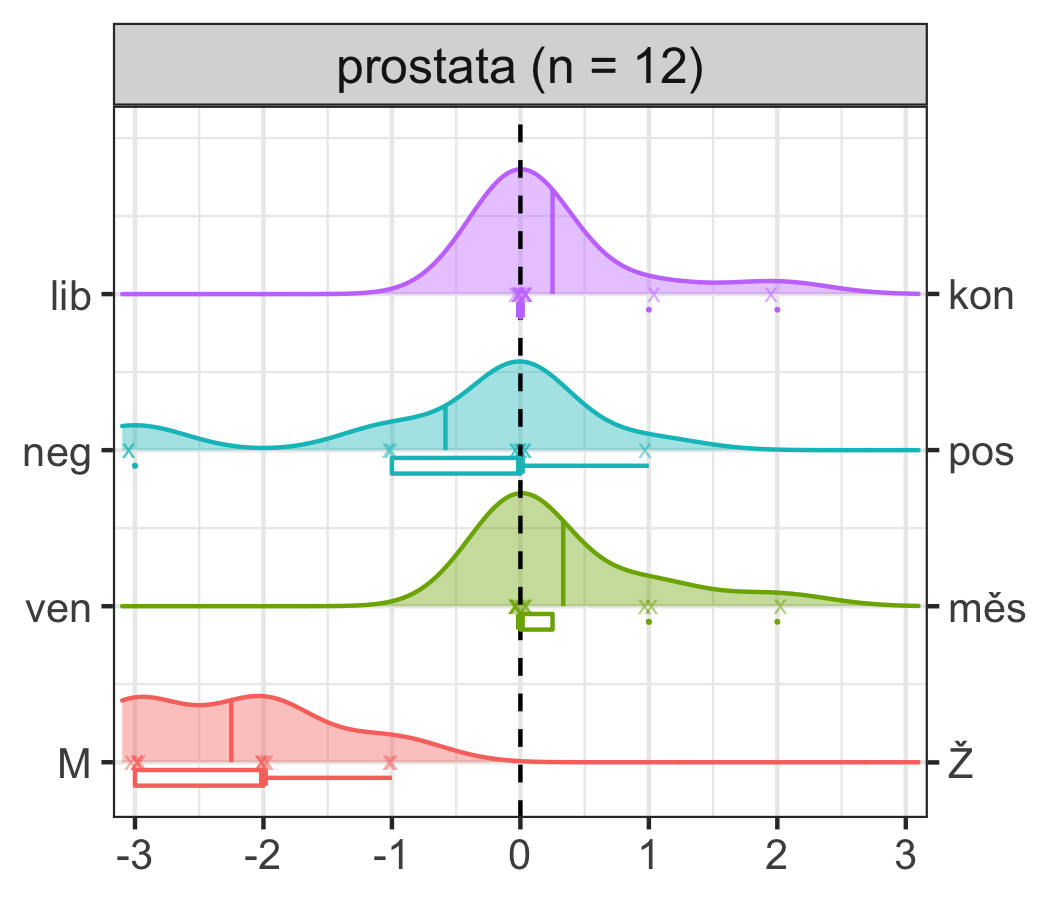 prostata (n = 12)
lib kon
neg pos
ven měs
M Ž
-3 -2 -1 0 1 2 3